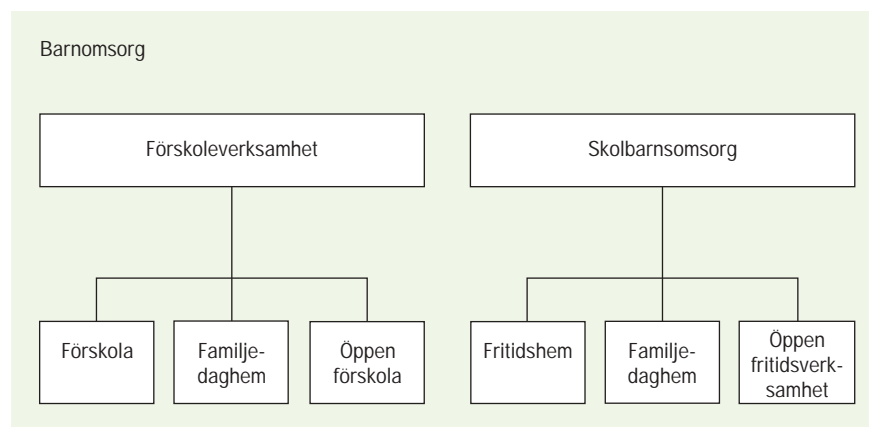 Barnomsorg
Förskoleverksamhet
Skolbarnsomsorg
Förskola
Familje-
daghem
Öppen
förskola
Fritidshem
Familje-
daghem
Öppen
fritidsverk-
samhet